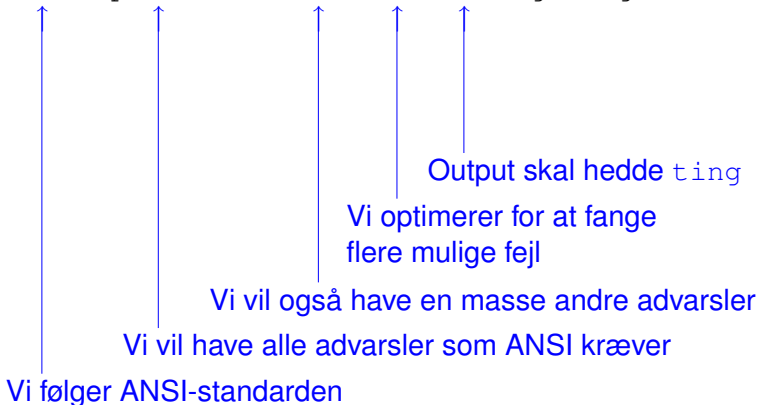 Output skal hedde ting
Vi optimerer for at fange
flere mulige fejl
Vi vil også have en masse andre advarsler
Vi vil have alle advarsler som ANSI kræver
Vi følger ANSI-standarden